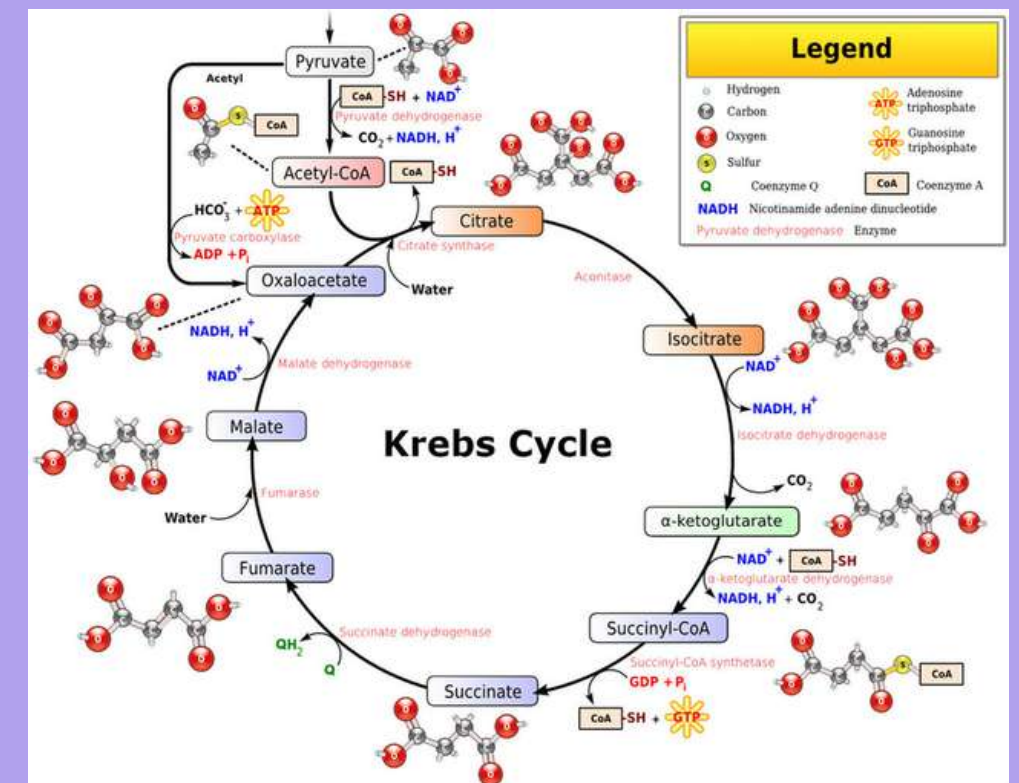 Pyruvate
Acetyl
CoA-SH + NAD+
Pyruvate dehydrogenase
CO2 + NADH, H+
S CoA
Acetyl-CoA
CoA-SH
HCO3- + ATP
Pyruvate carboxylase
ADP + Pi
Citrate
Citrate synthase
Water
Oxaloacetate
Aconitase
Isocitrate
NAD+
NADH, H+
Isocitrate dehydrogenase
CO2
α-ketoglutarate
NAD+ + CoA-SH
α-ketoglutarate dehydrogenase
NADH, H+ + CO2
Succinyl-CoA
Succinyl-CoA synthetase
GDP + Pi
CoA-SH + GTP
S CoA
Succinate
Succinate dehydrogenase
QH2
Q
Fumarate
Fumarase
Water
Malate
Malate dehydrogenase
NAD+
NADH, H+
Krebs Cycle
Legend
Hydrogen
C Carbon
O Oxygen
S Sulfur
Q Coenzyme Q
ATP Adenosine
triphosphate
GTP Guanosine
triphosphate
CoA Coenzyme A
NADH Nicotinamide adenine dinucleotide
Pyruvate dehydrogenase Enzyme